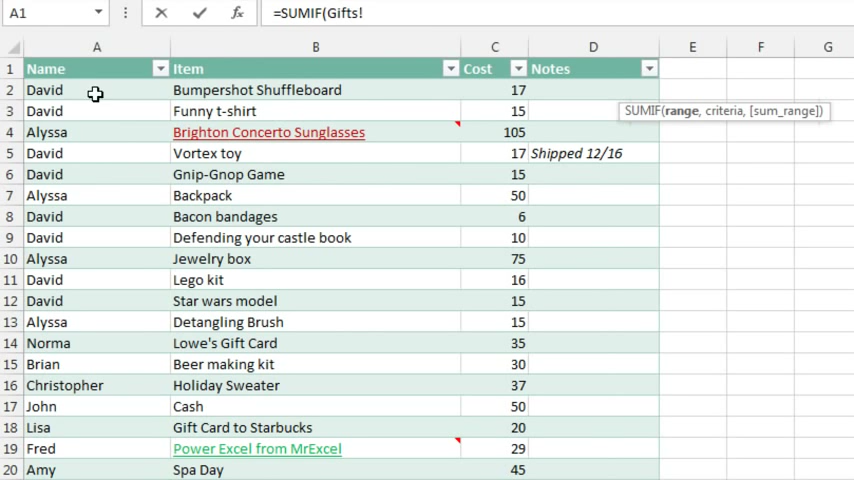 A1 fx =SUMIF(Gifts!
A B C D E F G
1 Name Item Cost Notes
2 David Bumpershot Shuffleboard 17
3 David Funny t-shirt 15 SUMIF(range, criteria, [sum_range])
4 Alyssa Brighton Concerto Sunglasses 105
5 David Vortex toy 17 Shipped 12/16
6 David Gnip-Gnop Game 15
7 Alyssa Backpack 50
8 David Bacon bandages 6
9 David Defending your castle book 10
10 Alyssa Jewelry box 75
11 David Lego kit 16
12 David Star wars model 15
13 Alyssa Detangling Brush 15
14 Norma Lowe's Gift Card 35
15 Brian Beer making kit 30
16 Christopher Holiday Sweater 37
17 John Cash 50
18 Lisa Gift Card to Starbucks 20
19 Fred Power Excel from MrExcel 29
20 Amy Spa Day 45